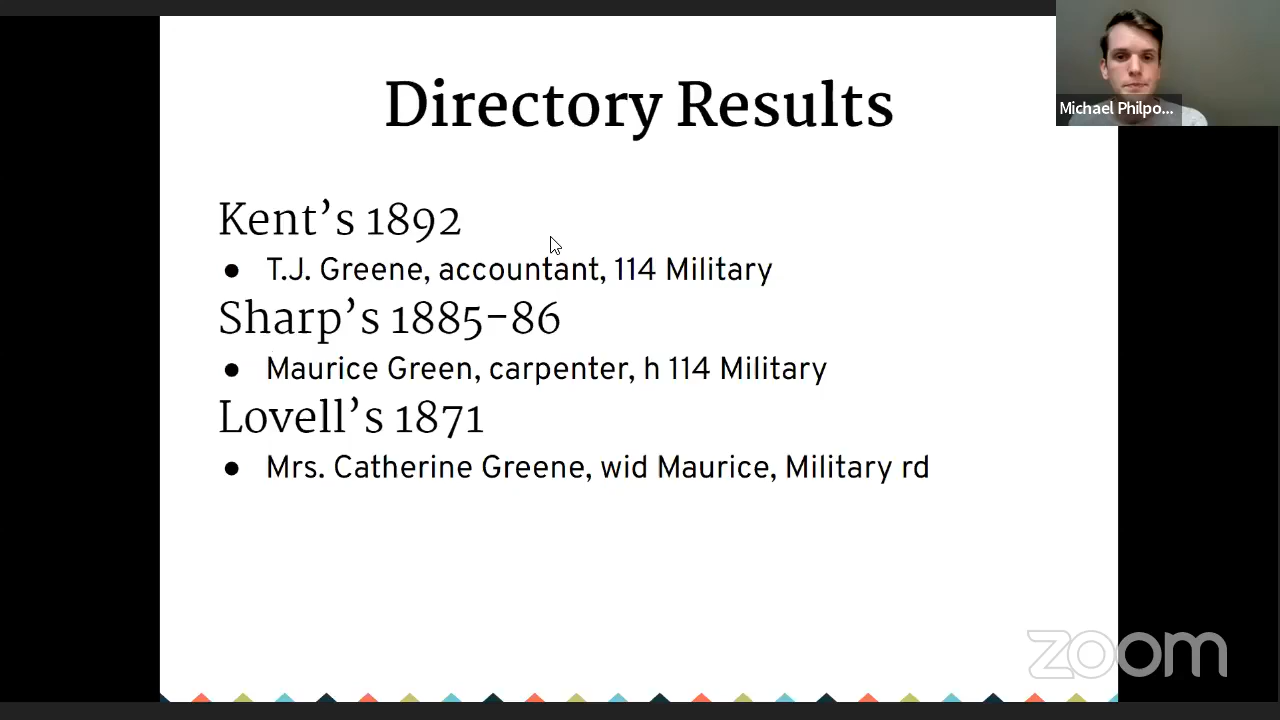 Directory Results
Michael Philpo...
Kent's 1892
● T.J. Greene, accountant, 114 Military
Sharp's 1885-86
● Maurice Green, carpenter, h 114 Military
Lovell's 1871
● Mrs. Catherine Greene, wid Maurice, Military rd
zoom